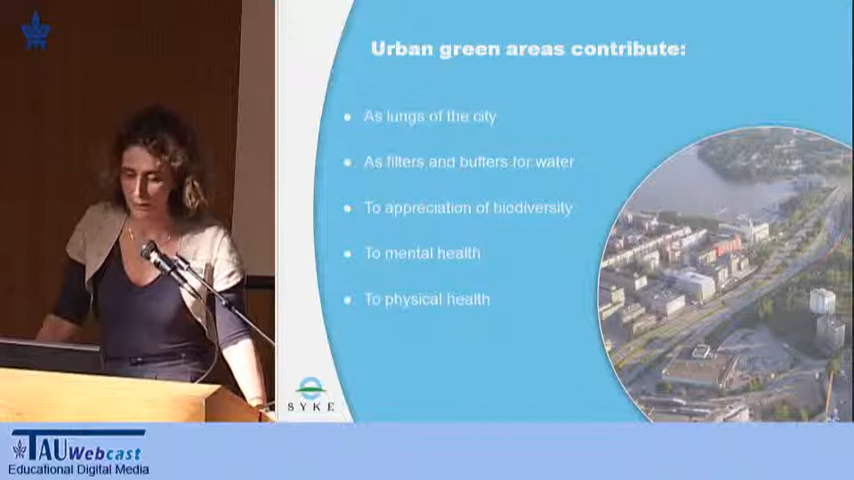 Urban green areas contribute:
As lungs of the city
As filters and buffers for water
To appreciation of biodiversity
To mental health
To physical health
SYKE
TAUWebcast
Educational Digital Media